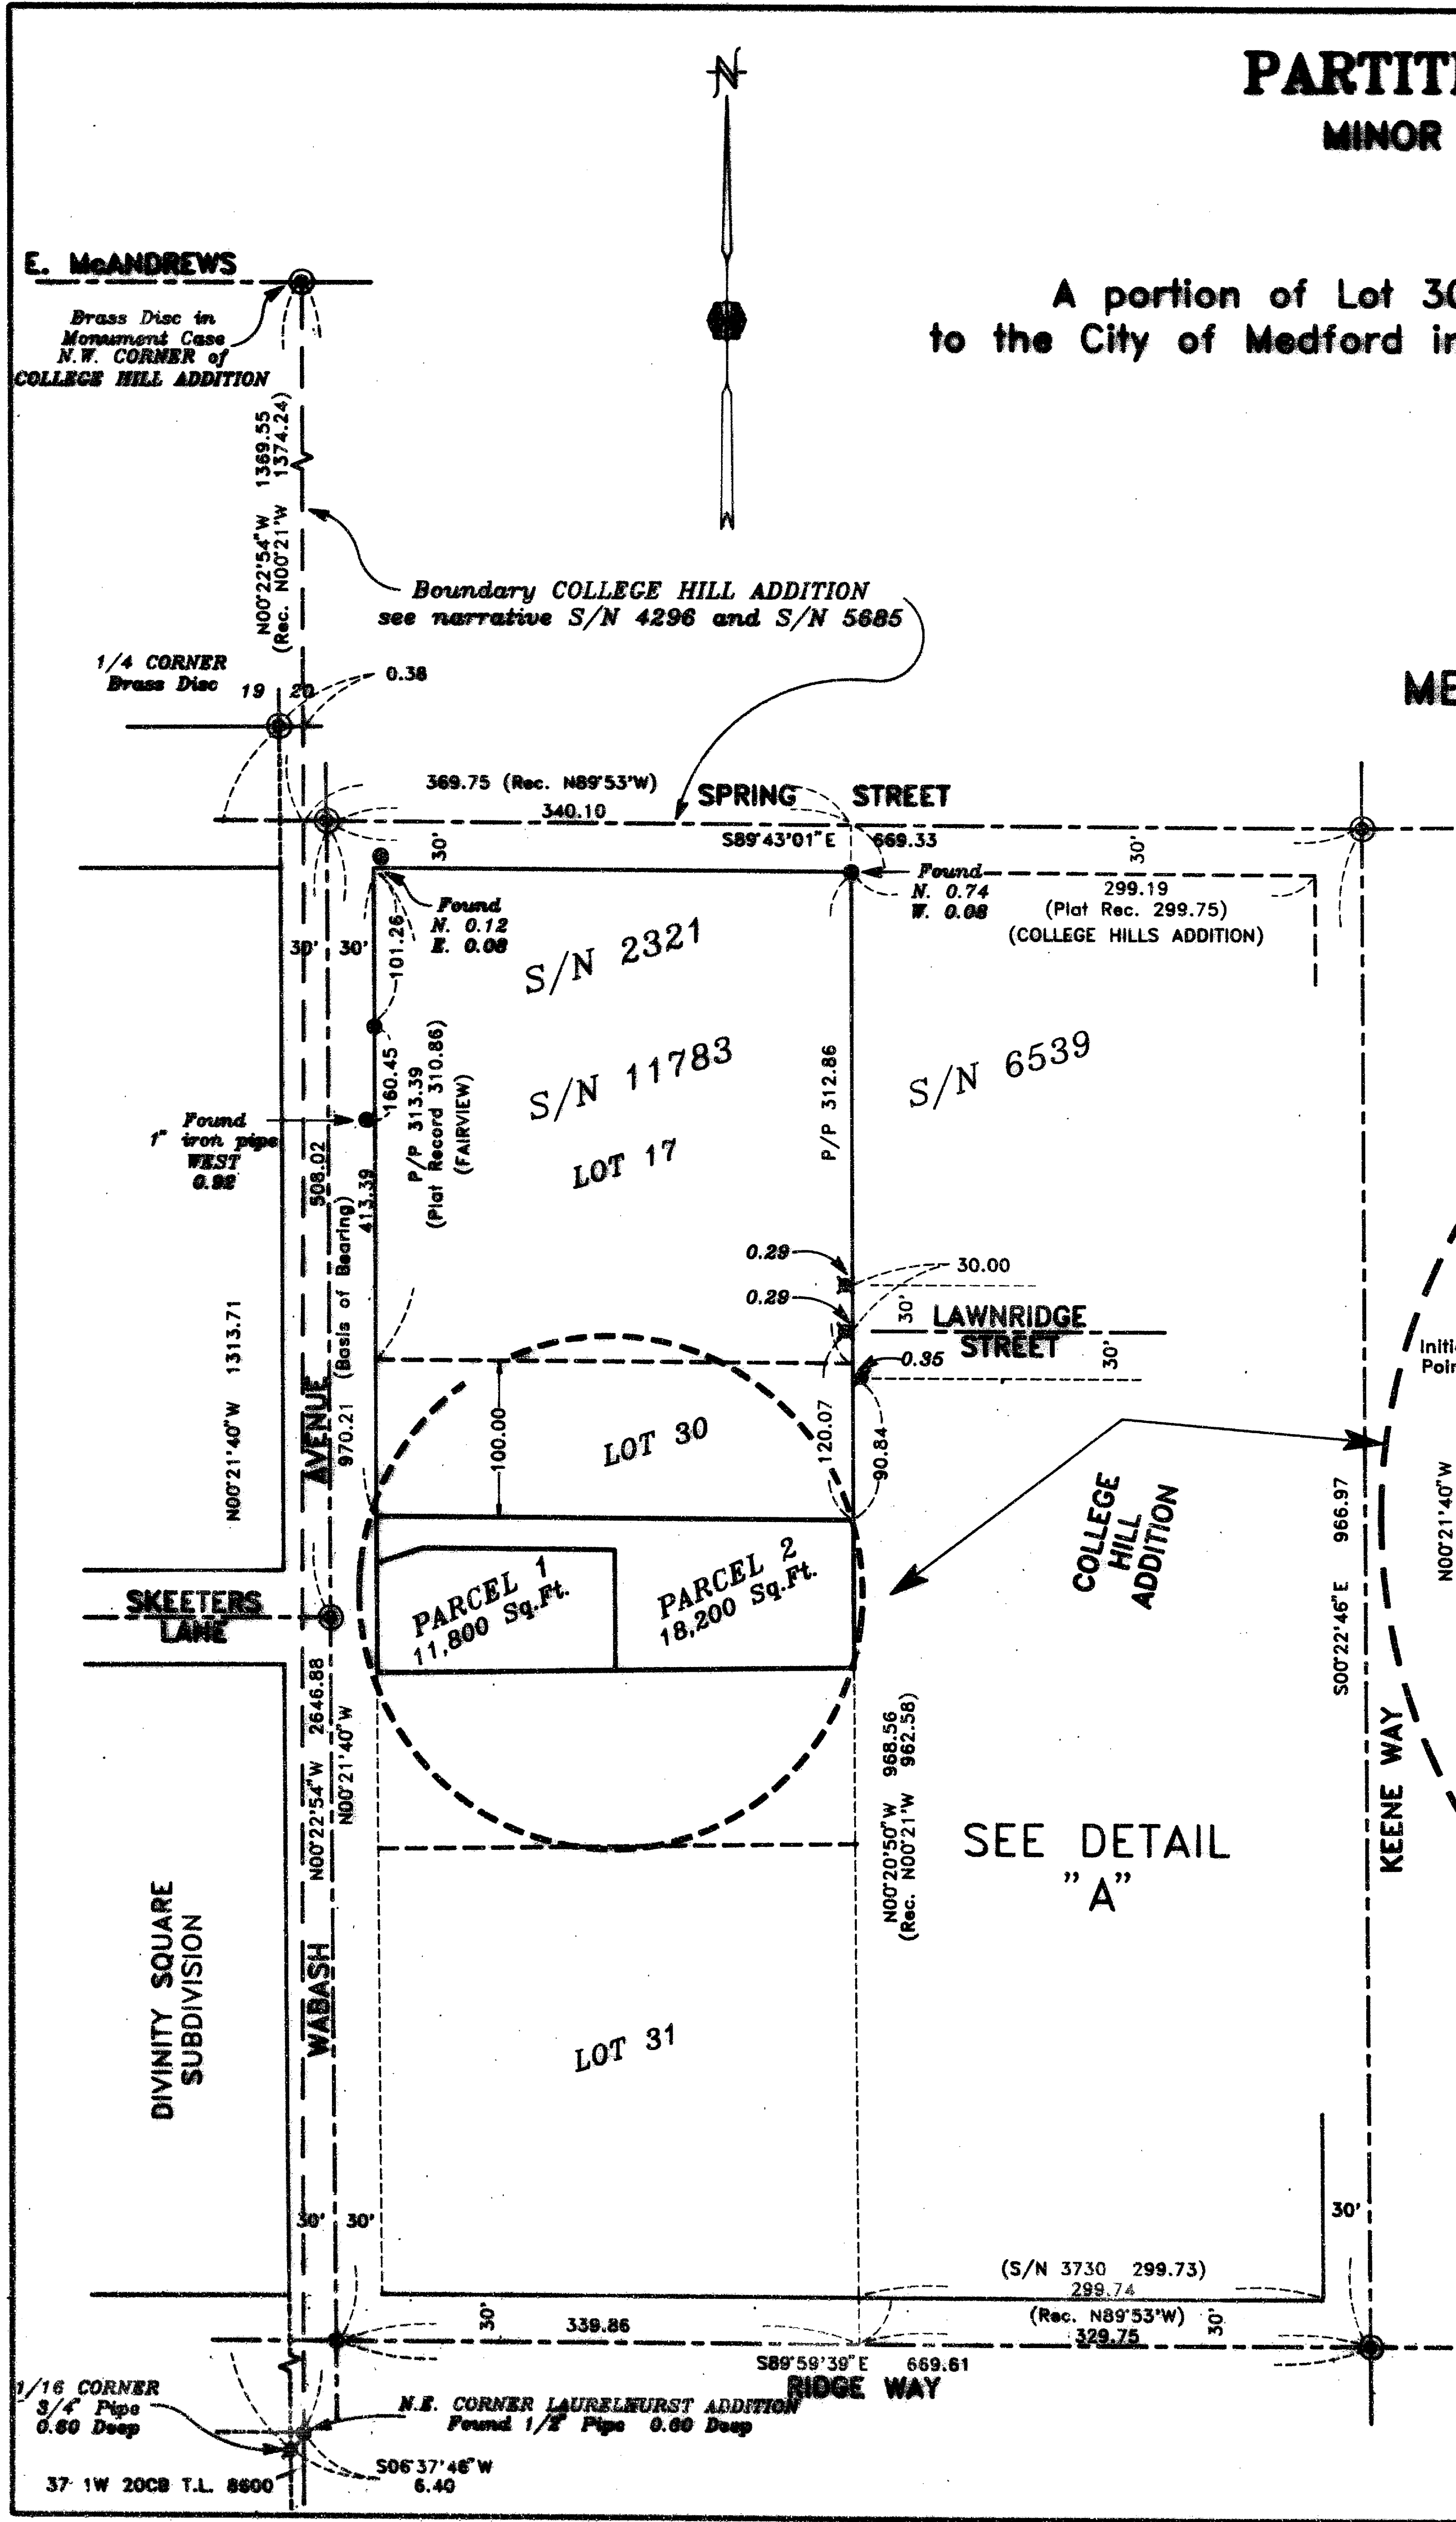 N
PARTITI
MINOR
E. McANDREWS
Brass Disc in
Monument Case
N.W. CORNER of
COLLEGE HILL ADDITION
A portion of Lot 30
to the City of Medford in
N00°22'54"W 1369.55
(Rec. N00°21"W 1374.24)
Boundary COLLEGE HILL ADDITION
see narrative S/N 4296 and S/N 5685
1/4 CORNER
Brass Disc
19 20
0.38
ME
369.75 (Rec. N89°53'W)
340.10
SPRING STREET
S89°43'01"E 669.33
30'
30'
Found
N. 0.74
W. 0.08
299.19
(Plat Rec. 299.75)
(COLLEGE HILLS ADDITION)
Found
N. 0.12
E. 0.08
30' 30'
101.26
S/N 2321
160.45
P/P 313.39
(Plat Record 310.86)
(FAIRVIEW)
S/N 11783
P/P 312.86
S/N 6539
Found
1" iron pipe
WEST
0.92
508.02
413.39
LOT 17
(Basis of Bearing)
970.21
0.29
30.00
0.29
30'
LAWNRIDGE
STREET
30'
0.35
N00°21'40"W 1313.71
AVENUE
Initi
Poin
100.00
LOT 30
120.07
90.84
COLLEGE
HILL
ADDITION
S00°22'46"E 966.97
N00°21'40"W
PARCEL 1
11,800 Sq.Ft.
PARCEL 2
18,200 Sq.Ft.
SKEETERS
LANE
N00°22'54"W 2646.88
N00°21'40"W
N00°20'50"W 968.56
(Rec. N00°21"W 962.58)
KEENE WAY
SEE DETAIL
"A"
DIVINITY SQUARE
SUBDIVISION
WABASH
LOT 31
30' 30'
30'
(S/N 3730 299.73)
299.74
(Rec. N89°53'W)
329.75
30'
30'
339.86
S89°59'39"E 669.61
RIDGE WAY
1/16 CORNER
3/4" Pipe
0.60 Deep
N.E. CORNER LAURELHURST ADDITION
Found 1/2" Pipe 0.60 Deep
S06°37'46"W
6.40
37 1W 20CB T.L. 8600